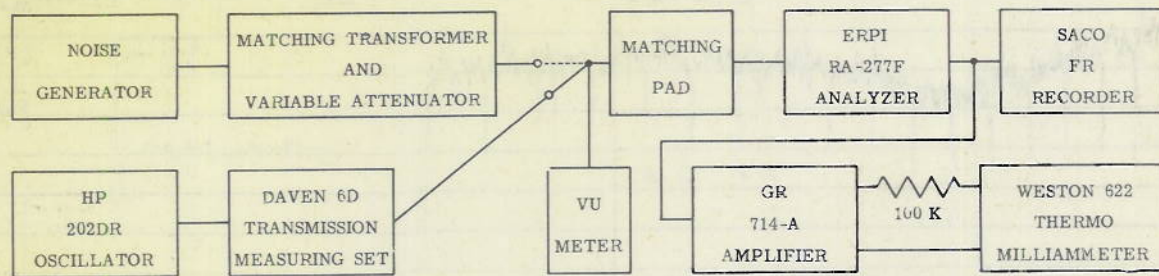 NOISE
GENERATOR
MATCHING TRANSFORMER
AND
VARIABLE ATTENUATOR
MATCHING
PAD
ERPI
RA-277F
ANALYZER
SACO
FR
RECORDER
HP
202DR
OSCILLATOR
DAVEN 6D
TRANSMISSION
MEASURING SET
VU
METER
GR
714-A
AMPLIFIER
100 K
WESTON 622
THERMO
MILLIAMMETER